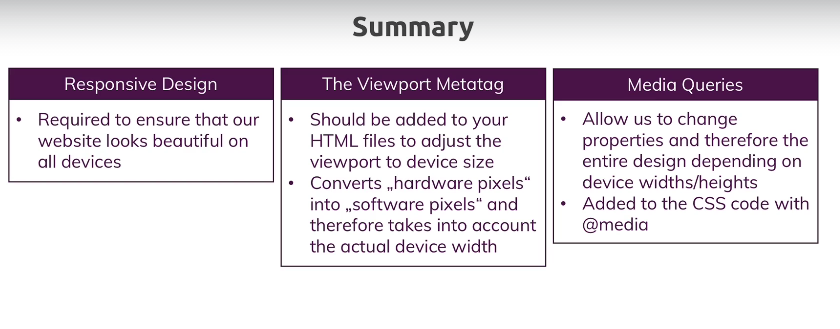 Summary
Responsive Design
• Required to ensure that our
website looks beautiful on
all devices
The Viewport Metatag
• Should be added to your
HTML files to adjust the
viewport to device size
• Converts „hardware pixels“
into „software pixels“ and
therefore takes into account
the actual device width
Media Queries
• Allow us to change
properties and therefore the
entire design depending on
device widths/heights
• Added to the CSS code with
@media